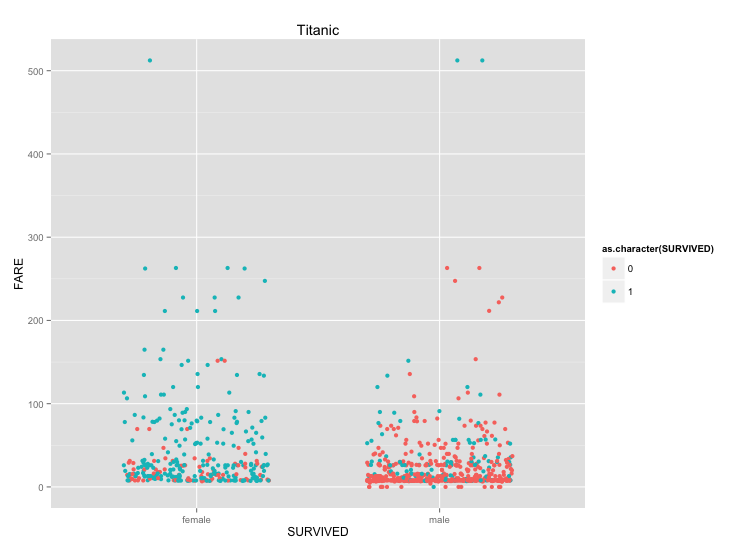 Titanic
FARE
500
400
300
200
100
0
female
male
SURVIVED
as.character(SURVIVED)
0
1